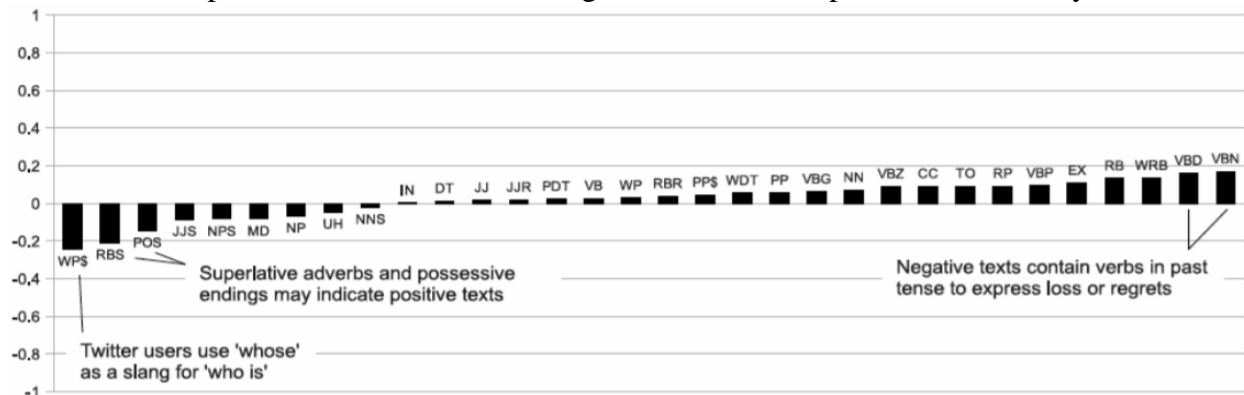 1
0,8
0,6
0,4
0,2
0
-0,2
-0,4
-0,6
-0,8
-1
WP$ RBS POS JJS NPS MD NP UH NNS IN DT JJ JJR PDT VB WP RBR PP$ WDT PP VBG NN VBZ CC TO RP VBP EX RB WRB VBD VBN
Superlative adverbs and possessive
endings may indicate positive texts
Negative texts contain verbs in past
tense to express loss or regrets
Twitter users use 'whose'
as a slang for 'who is'